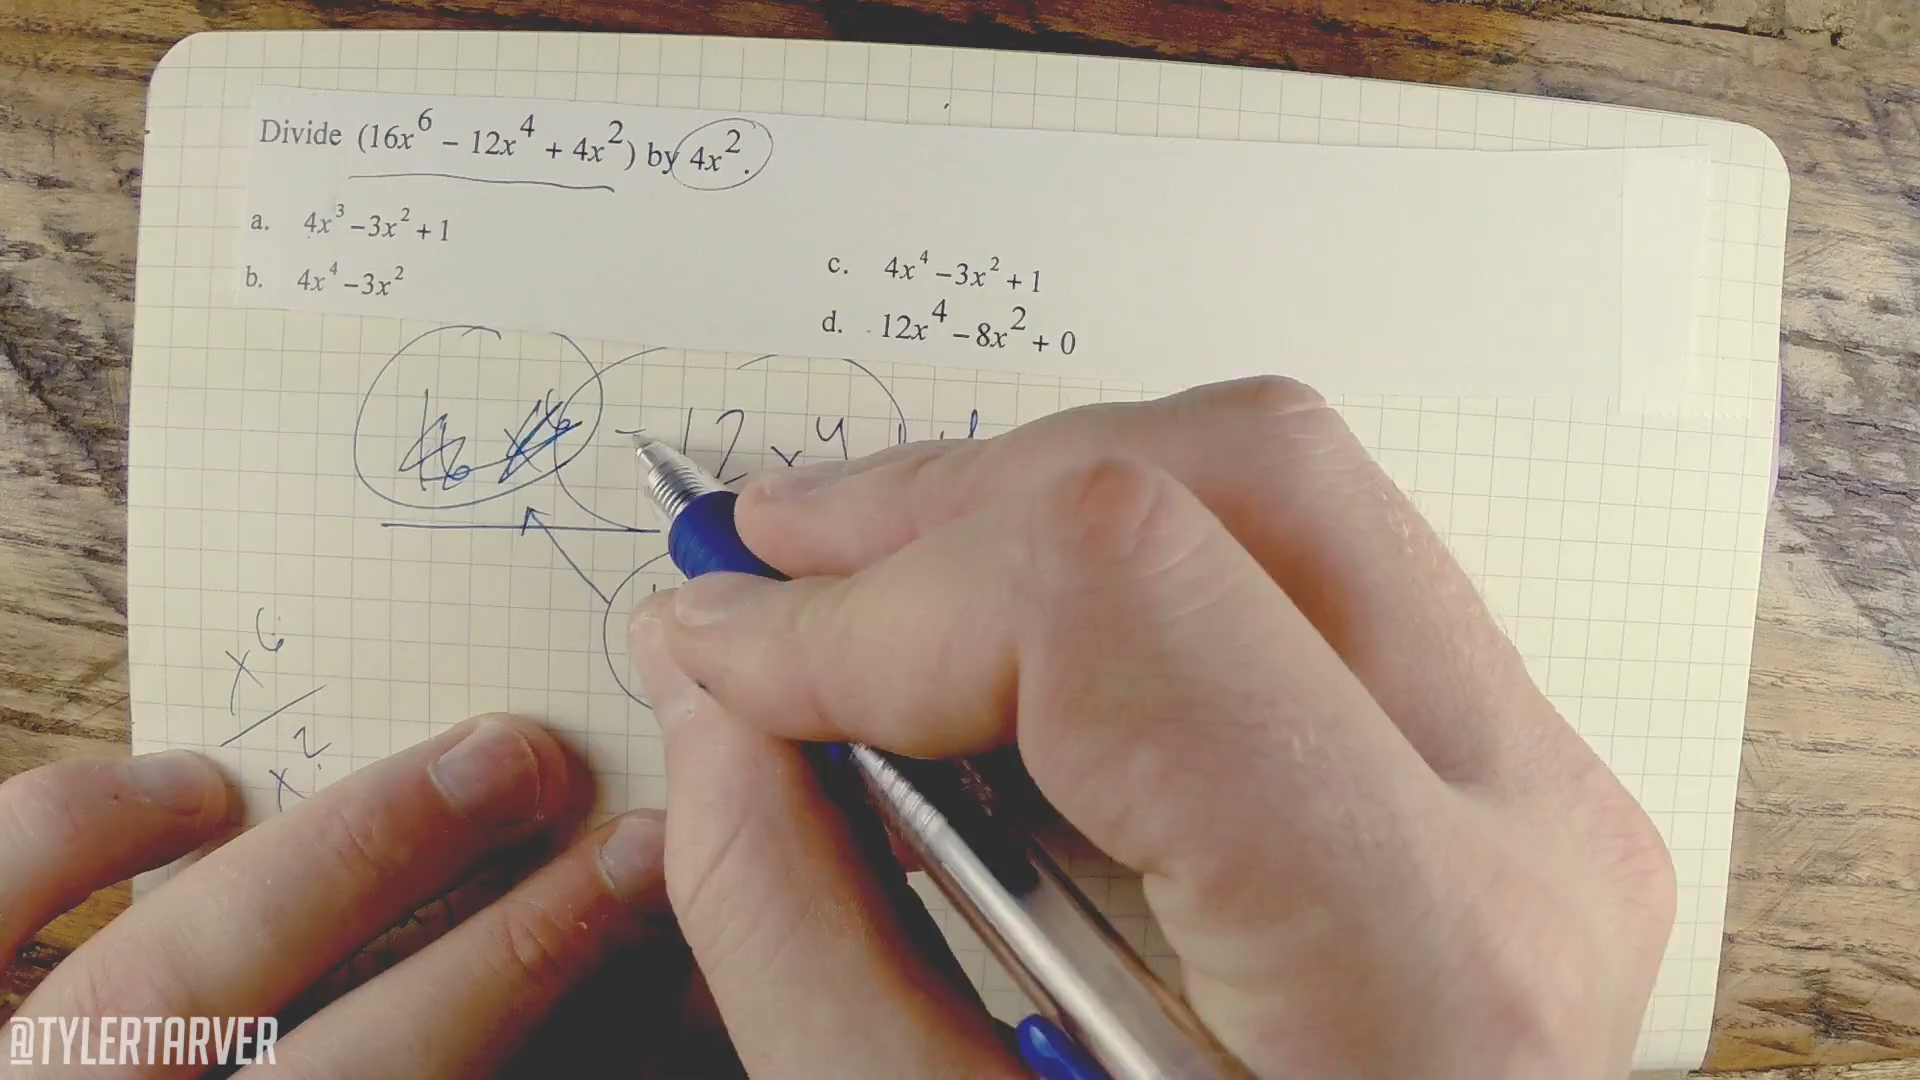 Divide (16x⁶ − 12x⁴ + 4x²) by 4x².
a. 4x³ −3x² + 1
b. 4x⁴ −3x²
c. 4x⁴ −3x² + 1
d. 12x⁴ − 8x² + 0
16x⁶ − 12x⁴
x⁶
x²
@TYLERTARVER